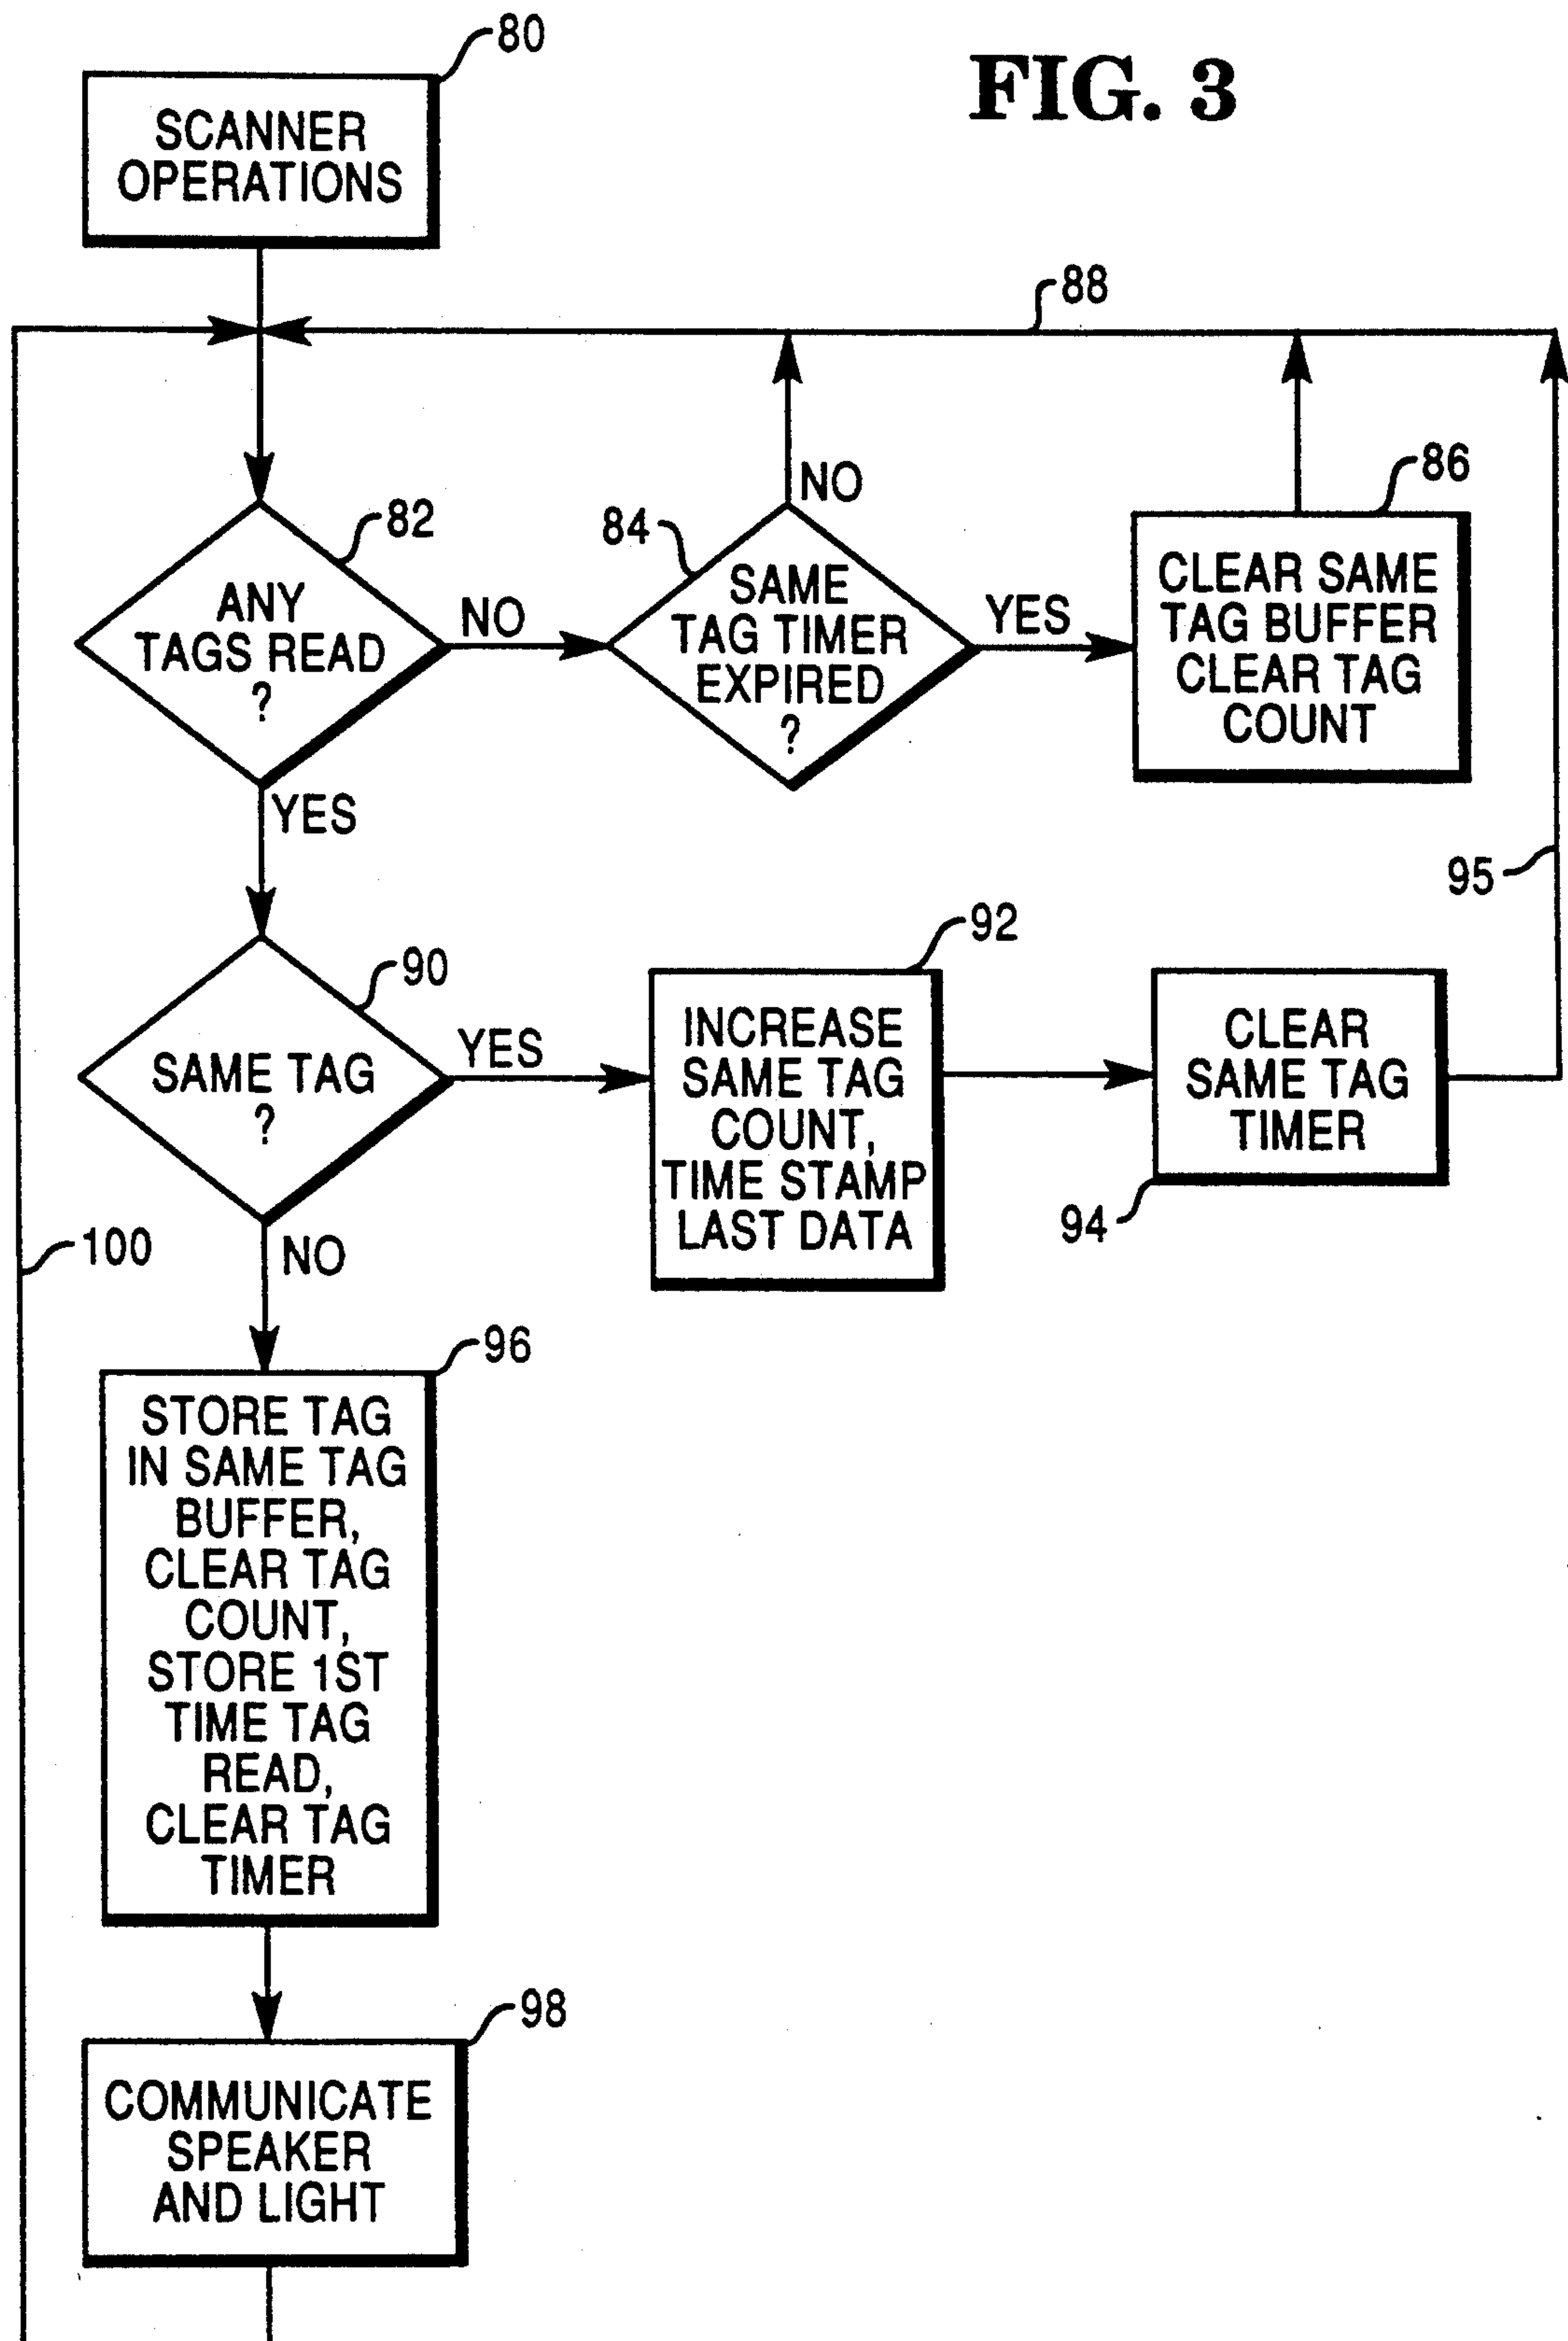 80
FIG. 3
SCANNER
OPERATIONS
88
82
ANY
TAGS READ
?
NO
84
NO
SAME
TAG TIMER
EXPIRED
?
YES
86
CLEAR SAME
TAG BUFFER
CLEAR TAG
COUNT
YES
95
90
SAME TAG
?
YES
92
INCREASE
SAME TAG
COUNT,
TIME STAMP
LAST DATA
CLEAR
SAME TAG
TIMER
94
100
NO
96
STORE TAG
IN SAME TAG
BUFFER,
CLEAR TAG
COUNT,
STORE 1ST
TIME TAG
READ,
CLEAR TAG
TIMER
98
COMMUNICATE
SPEAKER
AND LIGHT